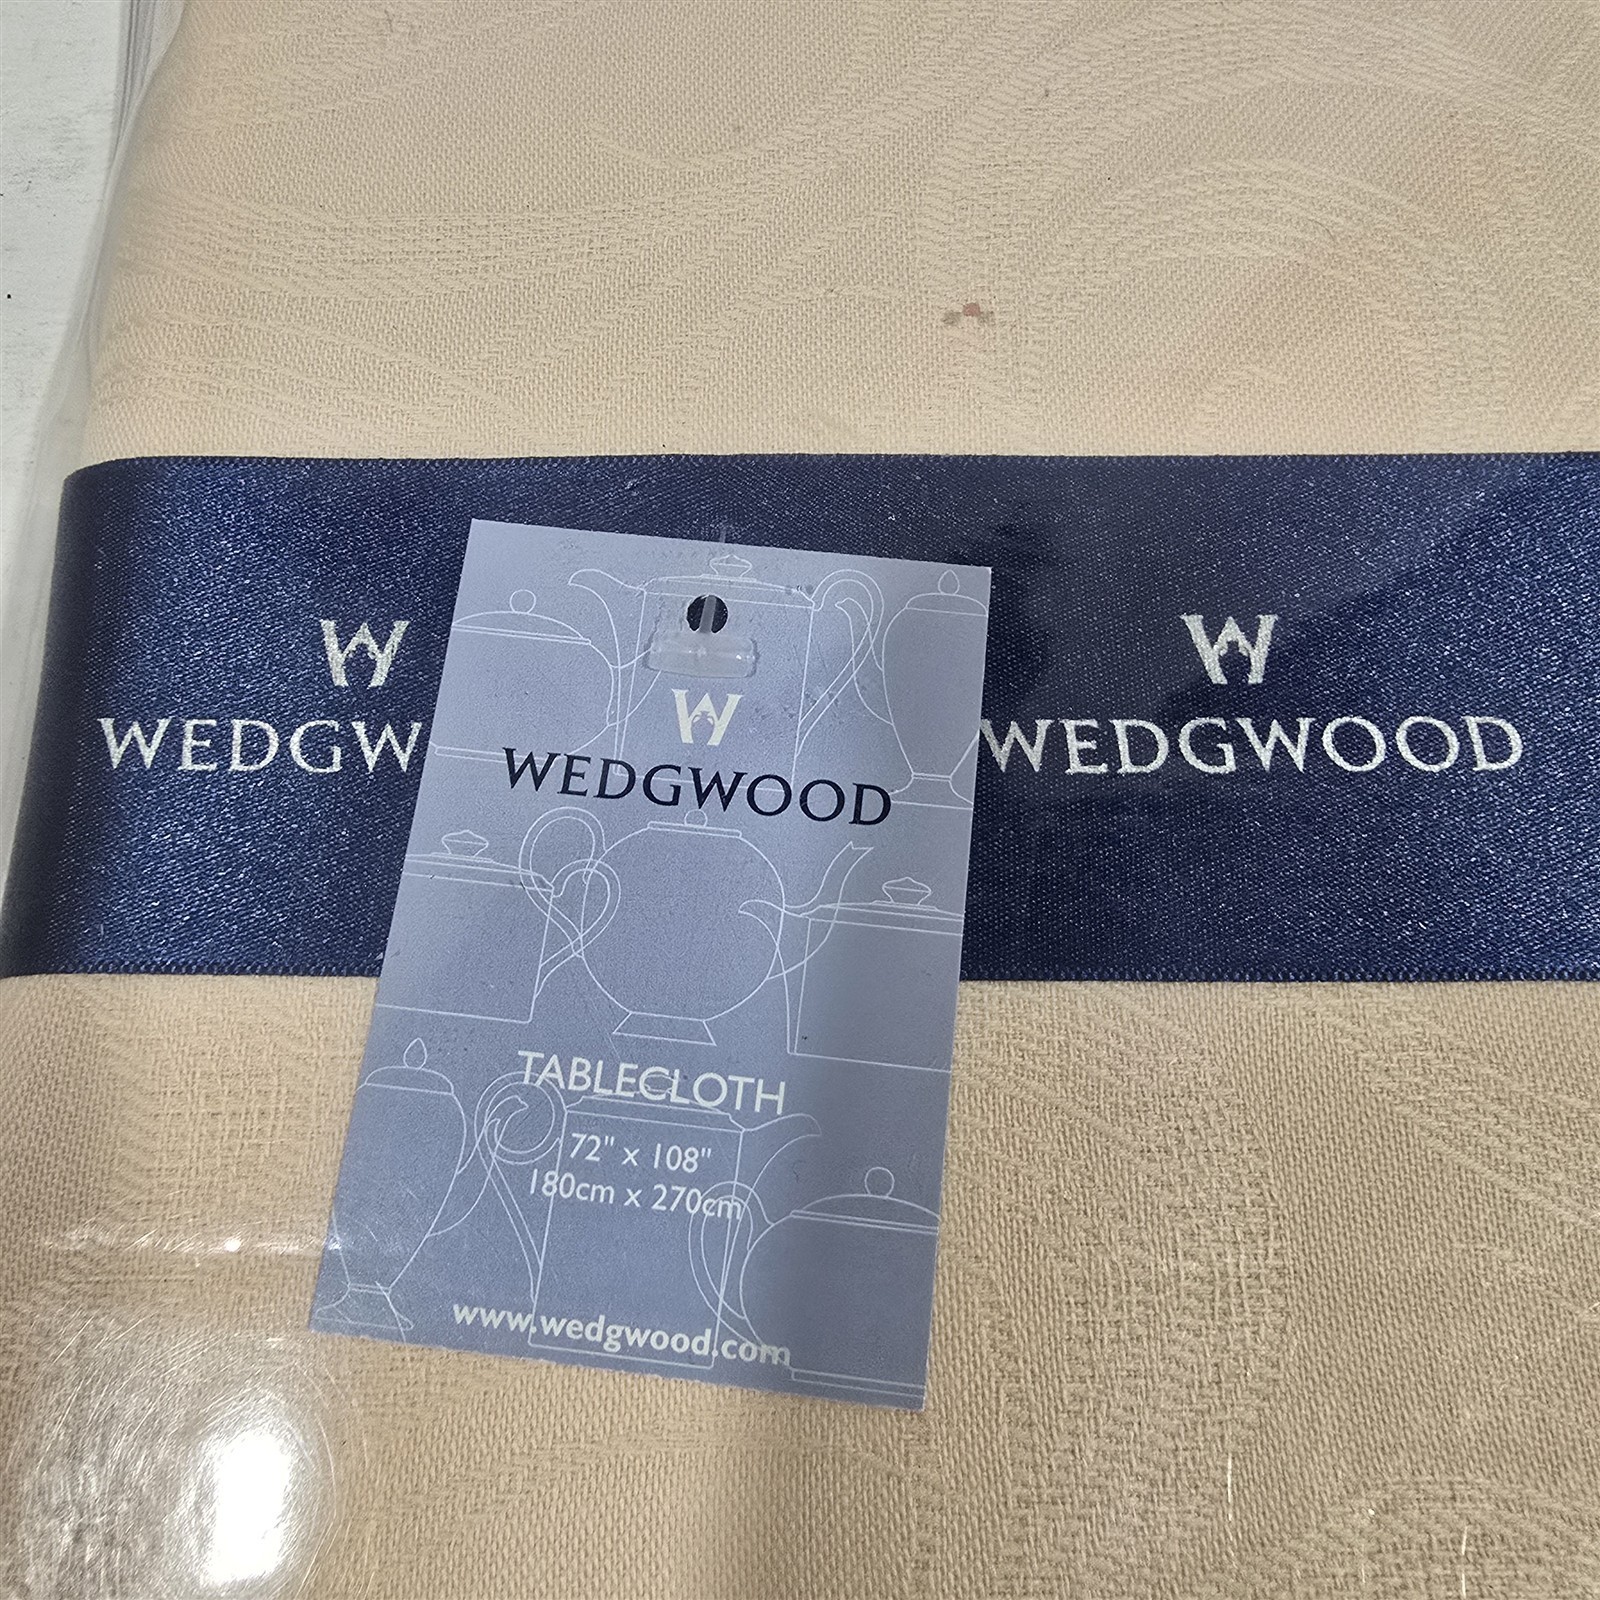 W
WEDGW
W
WEDGWOOD
W
WEDGWOOD
TABLECLOTH
72" x 108"
180cm x 270cm
www.wedgwood.com